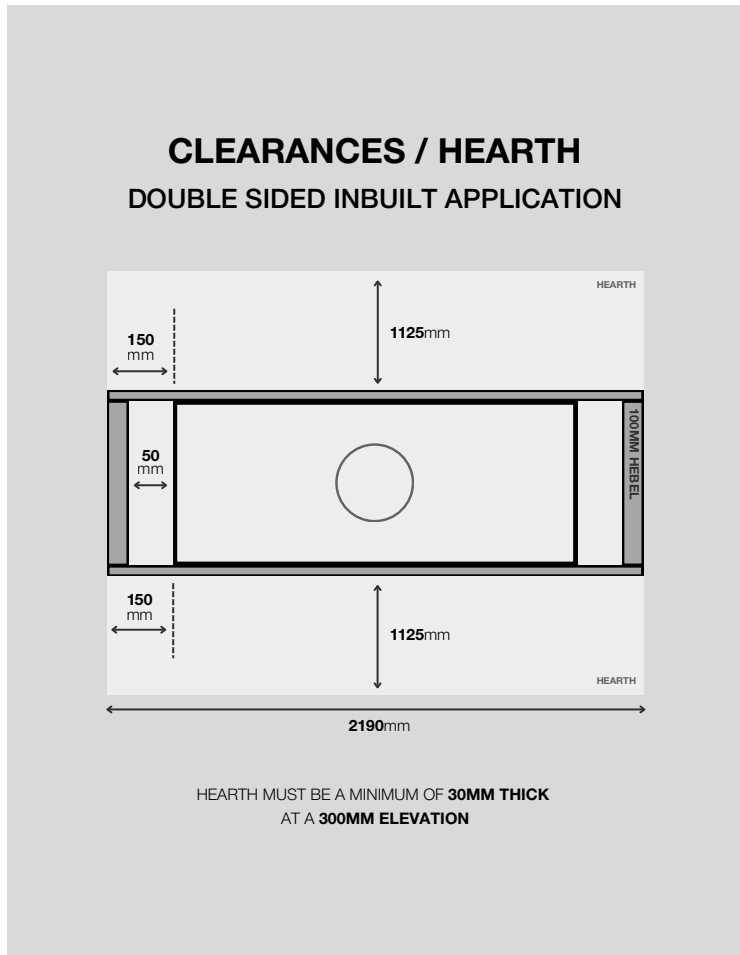 CLEARANCES / HEARTH
DOUBLE SIDED INBUILT APPLICATION
HEARTH
1125mm
150
mm
100MM HEBEL
50
mm
150
mm
1125mm
HEARTH
2190mm
HEARTH MUST BE A MINIMUM OF 30MM THICK
AT A 300MM ELEVATION